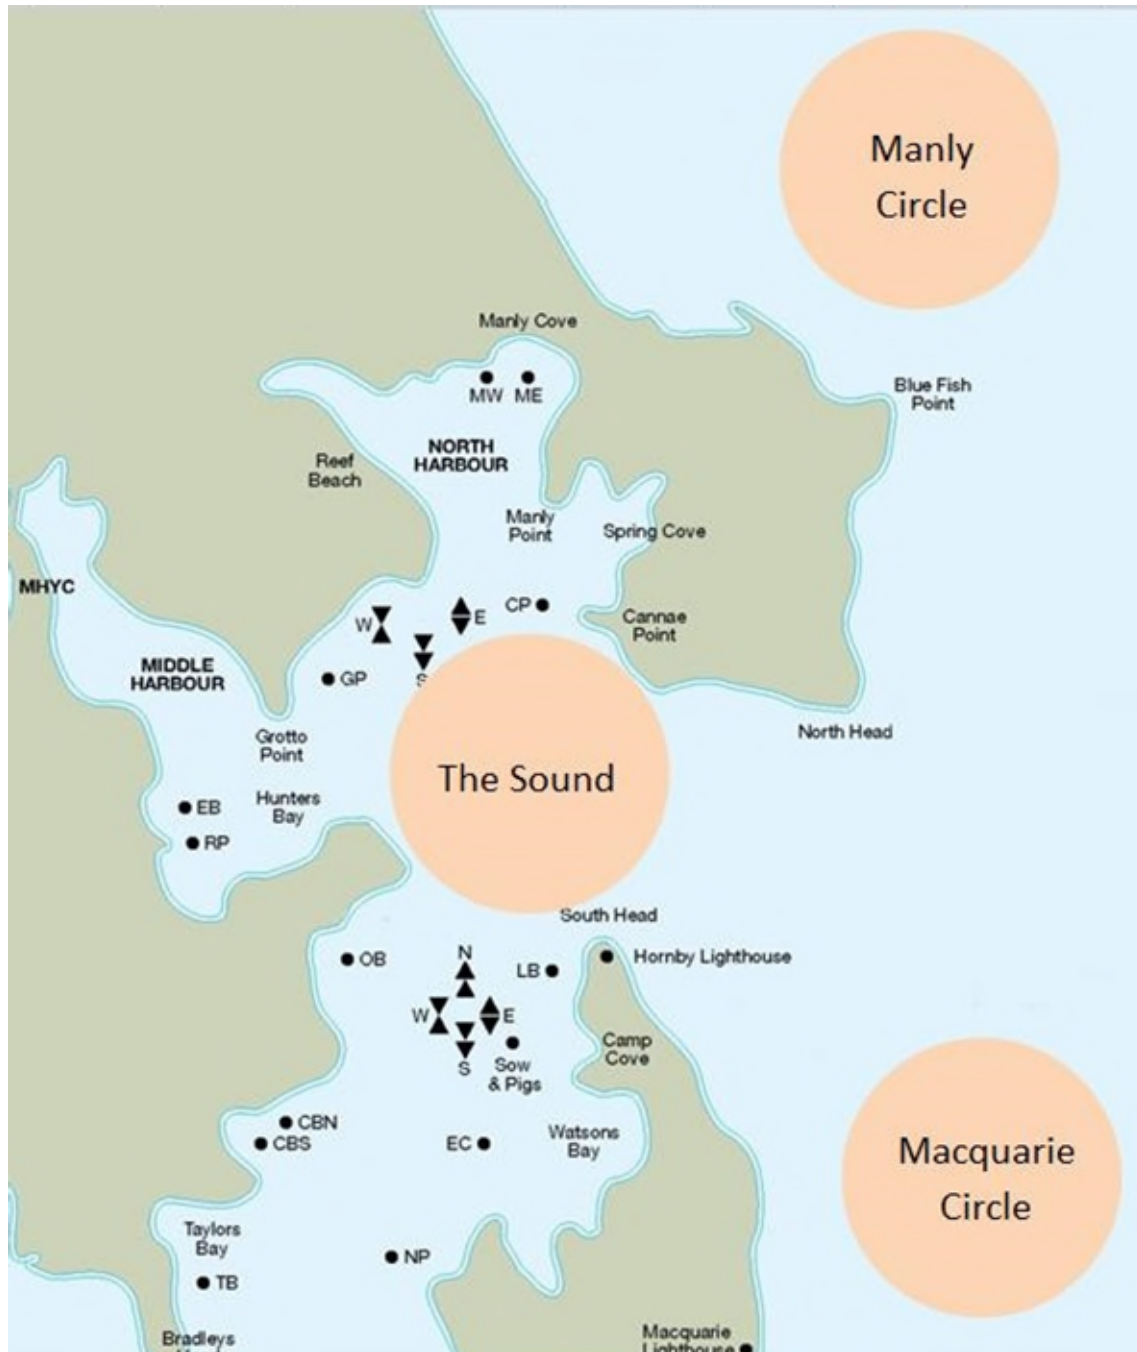 Manly
Circle
Manly Cove
MW ME
Blue Fish
Point
NORTH
HARBOUR
Reef
Beach
Manly
Point
Spring Cove
MHYC
W
E
CP
Cannae
Point
MIDDLE
HARBOUR
GP
S
North Head
Grotto
Point
The Sound
EB
Hunters
Bay
RP
South Head
OB
N
LB
Hornby Lighthouse
W
E
Camp
Cove
S
Sow
& Pigs
CBN
CBS
EC
Watsons
Bay
Macquarie
Circle
Taylors
Bay
NP
TB
Bradleys
Macquarie
Lighthouse